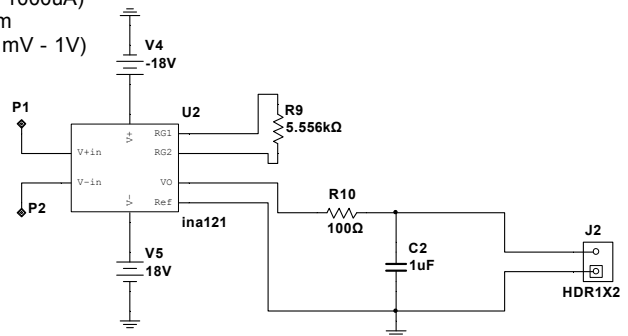 1000uA)
m
mV - 1V)
V4
-18V
P1
U2
R9
5.556kΩ
V+
RG1
V+in
RG2
V-in
VO
V-
Ref
P2
ina121
R10
100Ω
J2
C2
1uF
V5
18V
HDR1X2